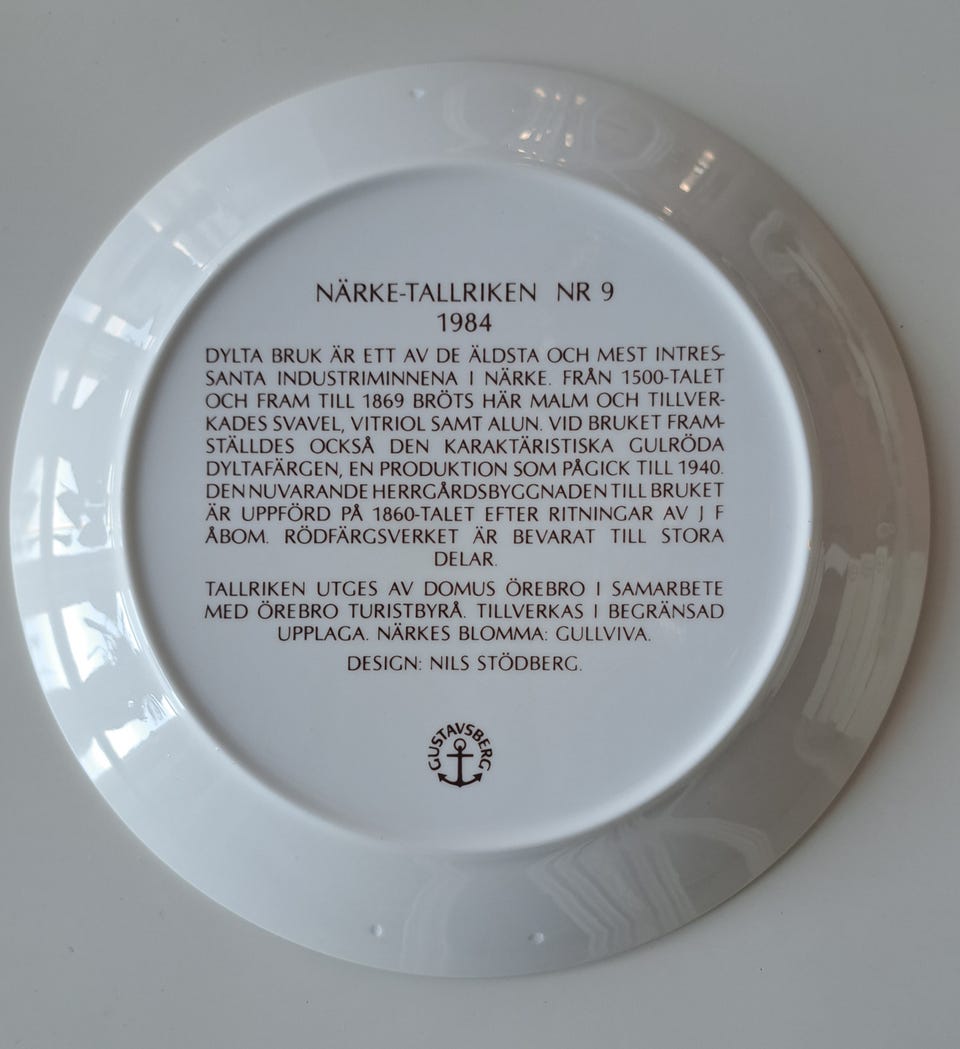 NÄRKE-TALLRIKEN NR 9
1984
DYLTA BRUK ÄR ETT AV DE ÄLDSTA OCH MEST INTRES-
SANTA INDUSTRIMINNENA I NÄRKE. FRÅN 1500-TALET
OCH FRAM TILL 1869 BRÖTS HÄR MALM OCH TILLVER-
KADES SVAVEL, VITRIOL SAMT ALUN. VID BRUKET FRAM-
STÄLLDES OCKSÅ DEN KARAKTÄRISTISKA GULRÖDA
DYLTAFÄRGEN, EN PRODUKTION SOM PÅGICK TILL 1940.
DEN NUVARANDE HERRGÅRDSBYGGNADEN TILL BRUKET
ÄR UPPFÖRD PÅ 1860-TALET EFTER RITNINGAR AV J F
ÅBOM. RÖDFÄRGSVERKET ÄR BEVARAT TILL STORA
DELAR.
TALLRIKEN UTGES AV DOMUS ÖREBRO I SAMARBETE
MED ÖREBRO TURISTBYRÅ. TILLVERKAS I BEGRÄNSAD
UPPLAGA. NÄRKES BLOMMA: GULLVIVA.
DESIGN: NILS STÖDBERG.
GUSTAVSBERG